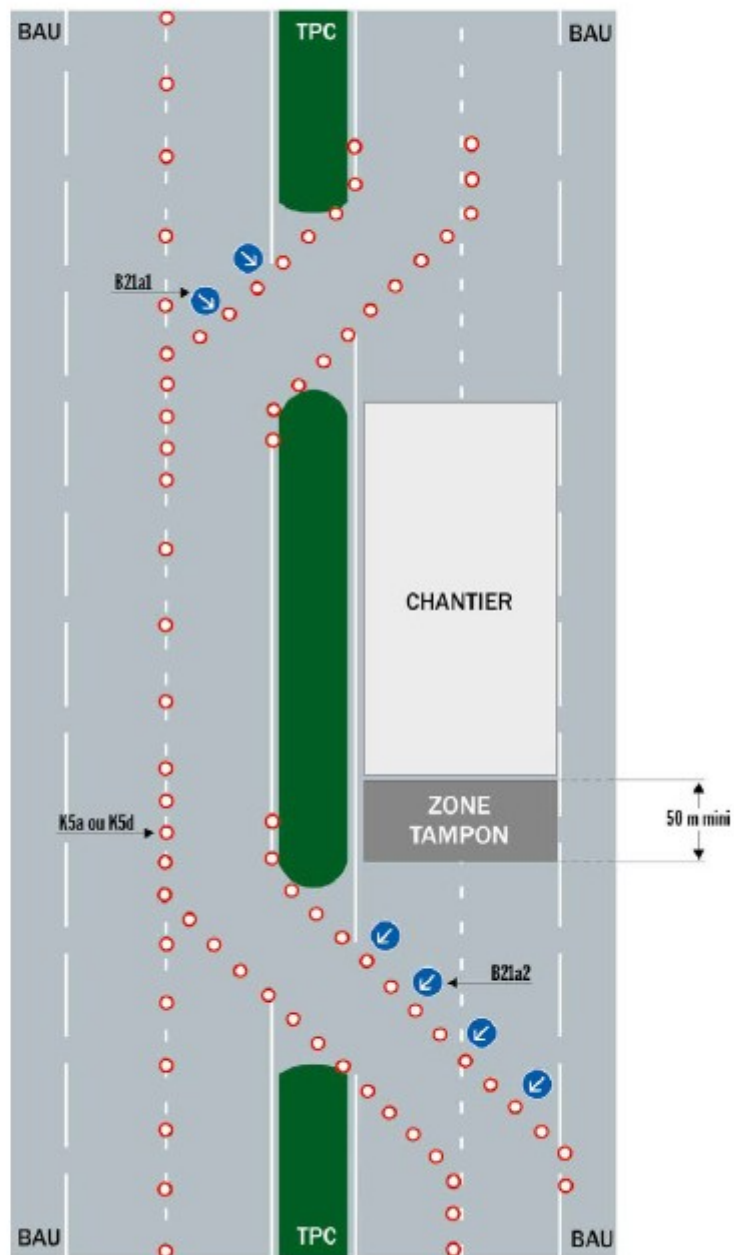 BAU
TPC
BAU
B21a1
CHANTIER
K5a ou K5d
ZONE
TAMPON
50 m mini
B21a2
BAU
TPC
BAU